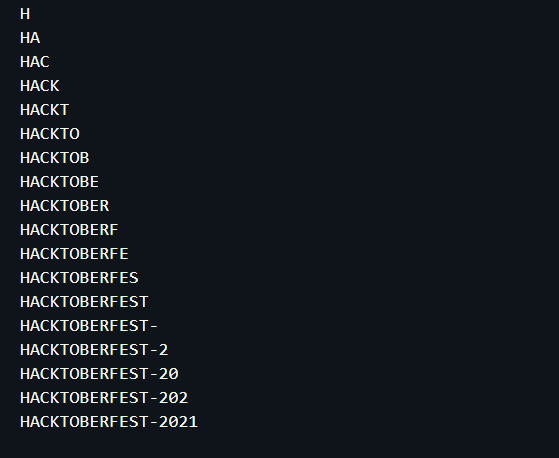 H
HA
HAC
HACK
HACKT
HACKTO
HACKTOB
HACKTOBE
HACKTOBER
HACKTOBERF
HACKTOBERFE
HACKTOBERFES
HACKTOBERFEST
HACKTOBERFEST-
HACKTOBERFEST-2
HACKTOBERFEST-20
HACKTOBERFEST-202
HACKTOBERFEST-2021